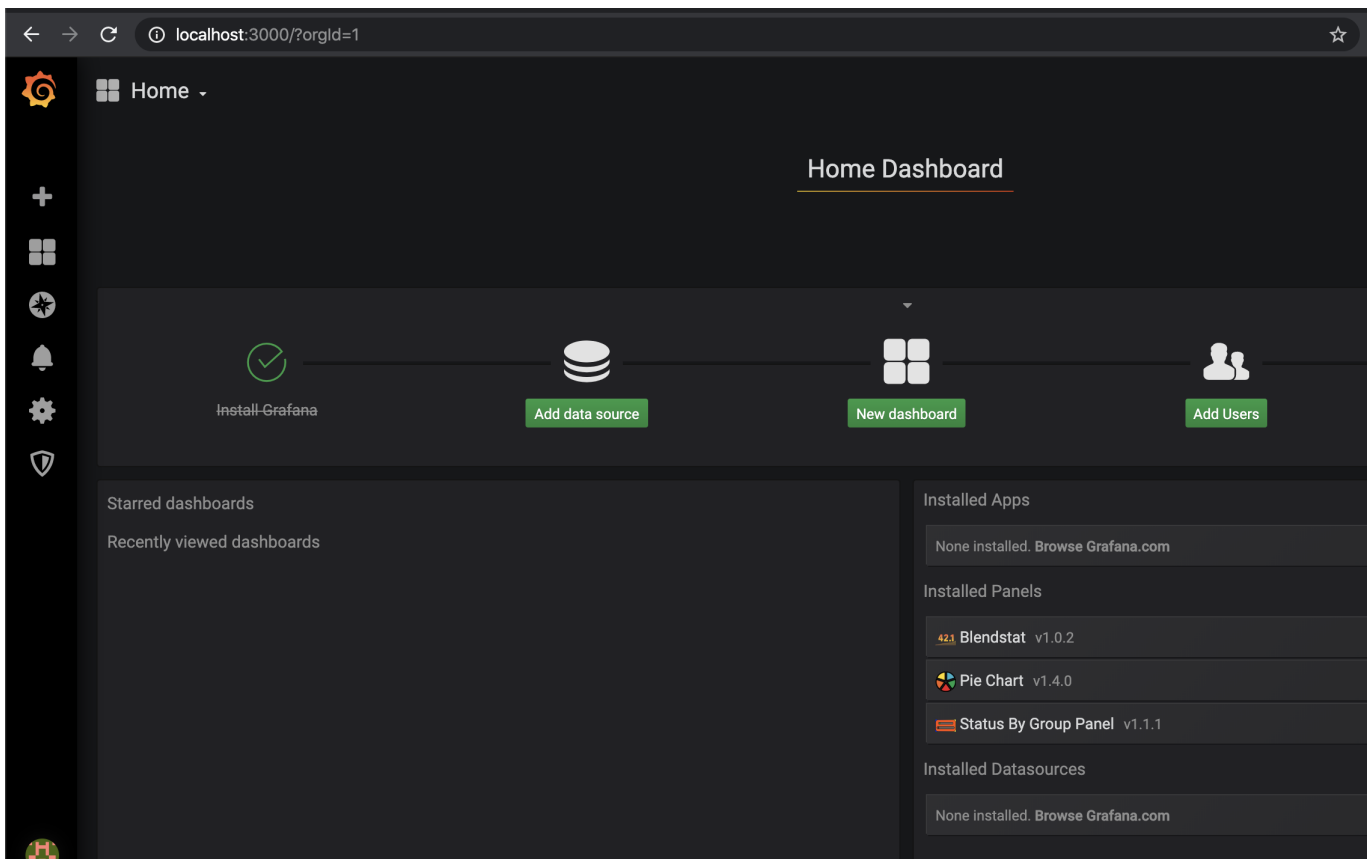 localhost:3000/?orgId=1
Home
Home Dashboard
Install Grafana
Add data source
New dashboard
Add Users
Starred dashboards
Recently viewed dashboards
Installed Apps
None installed. Browse Grafana.com
Installed Panels
42.1 Blendstat v1.0.2
Pie Chart v1.4.0
Status By Group Panel v1.1.1
Installed Datasources
None installed. Browse Grafana.com